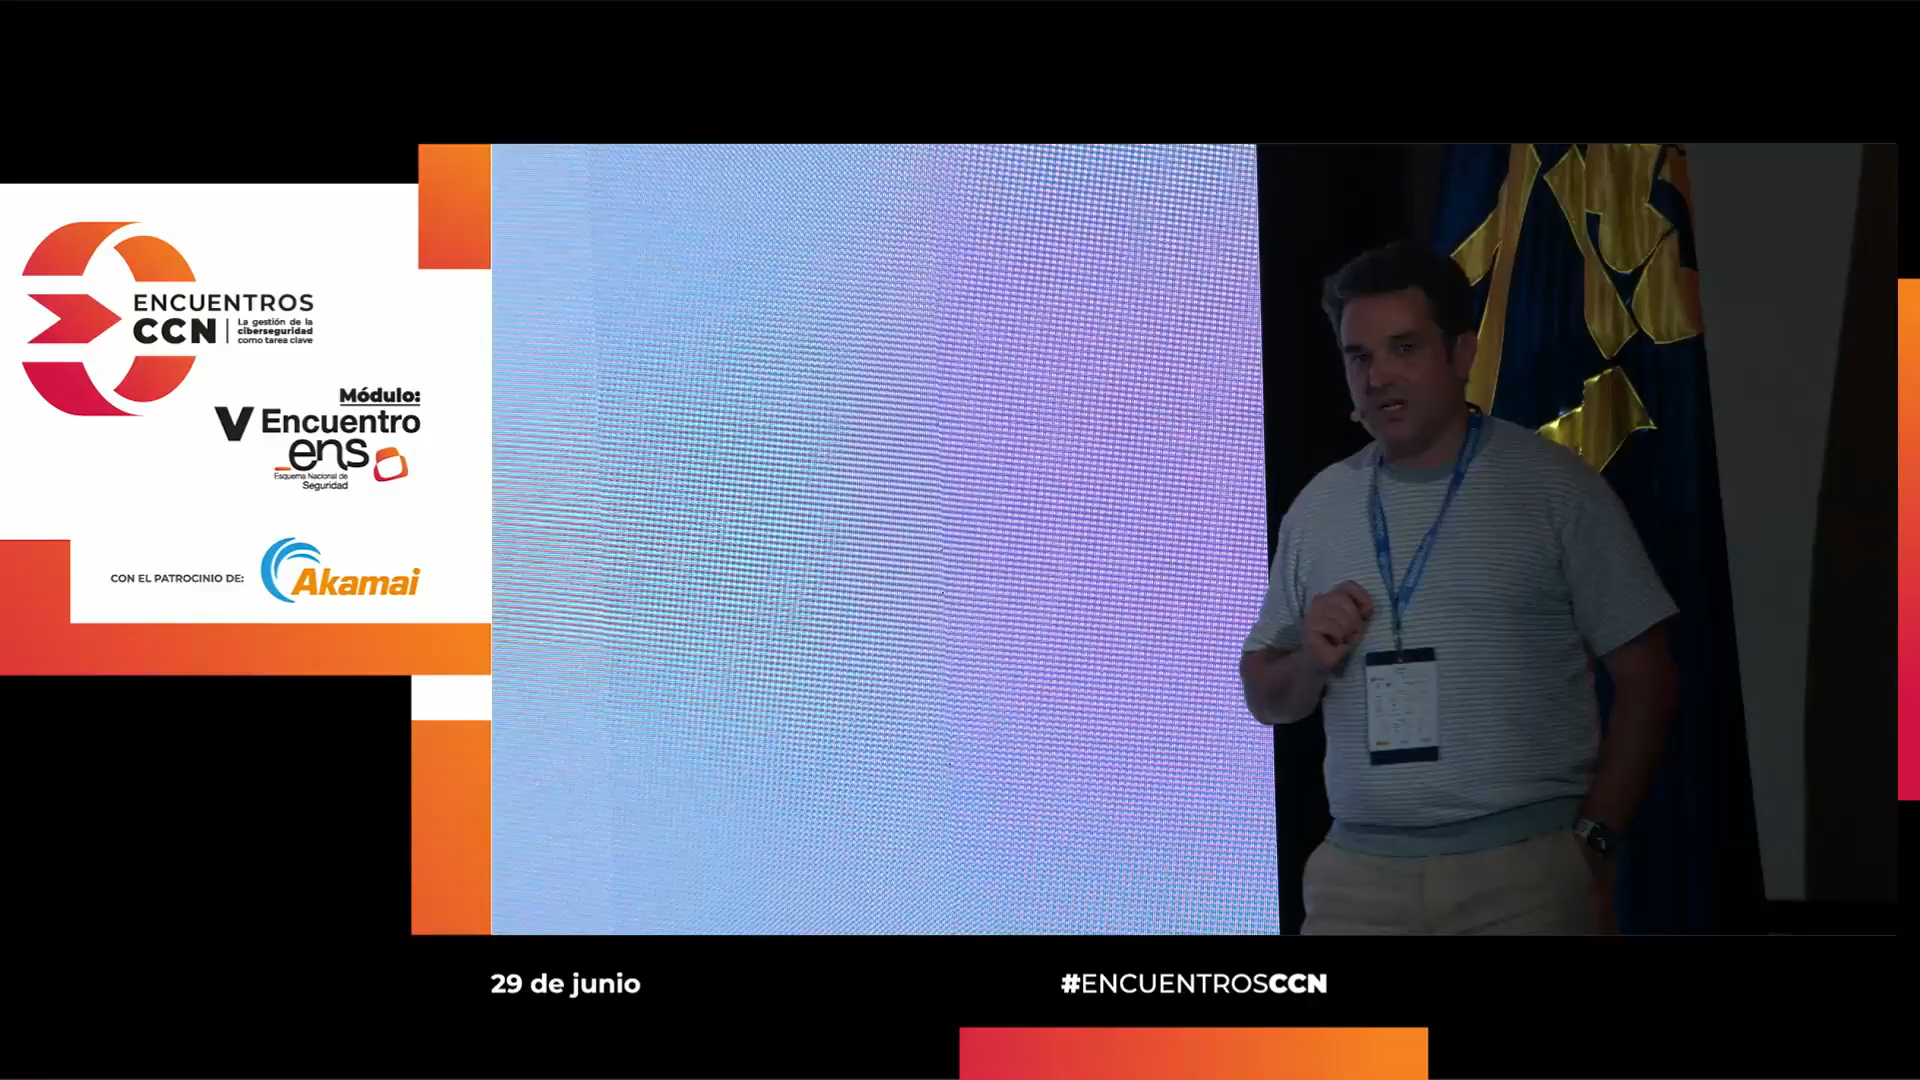 ENCUENTROS
CCN
La gestión de la
ciberseguridad
como tarea clave
Módulo:
V Encuentro
ens
Esquema Nacional de
Seguridad
CON EL PATROCINIO DE:
Akamai
29 de junio
#ENCUENTROSCCN